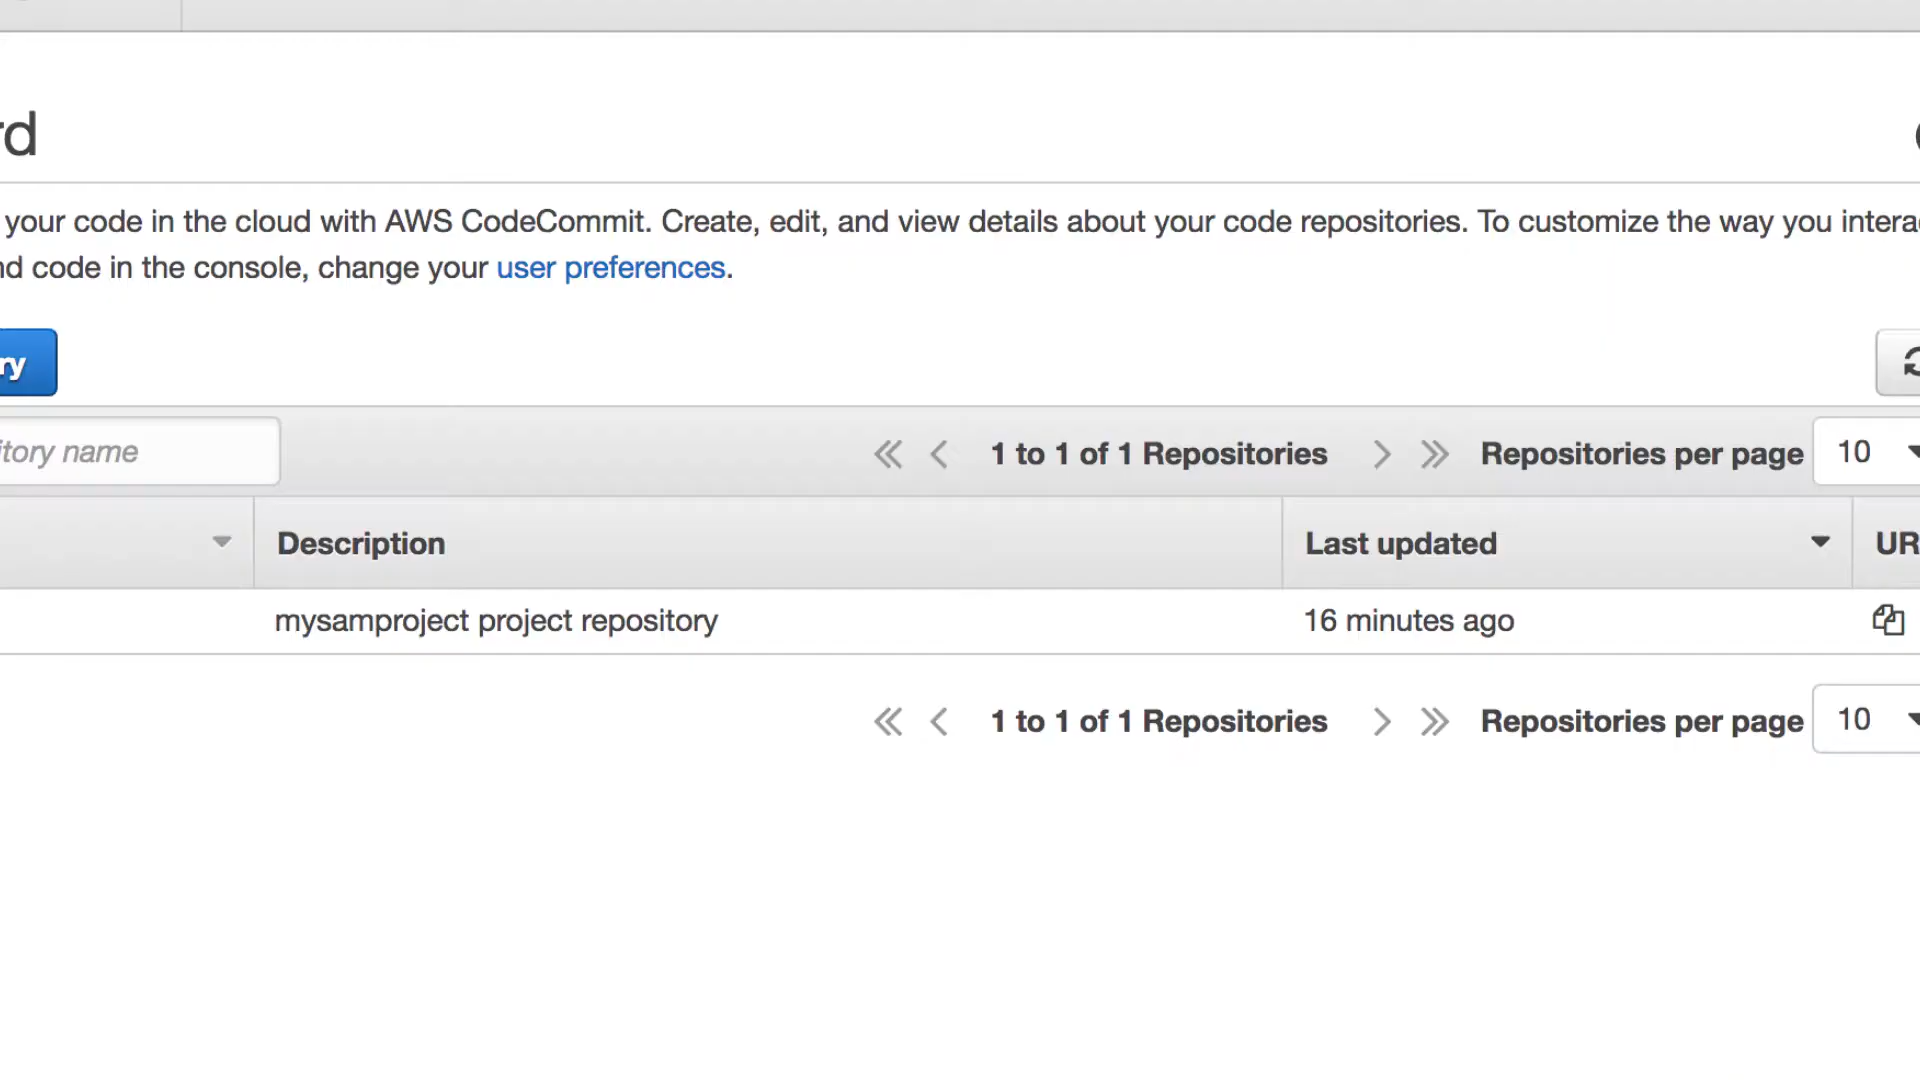 rd
your code in the cloud with AWS CodeCommit. Create, edit, and view details about your code repositories. To customize the way you intera
nd code in the console, change your user preferences.
ry
itory name
1 to 1 of 1 Repositories
Repositories per page
10
Description
Last updated
UR
mysamproject project repository
16 minutes ago
1 to 1 of 1 Repositories
Repositories per page
10